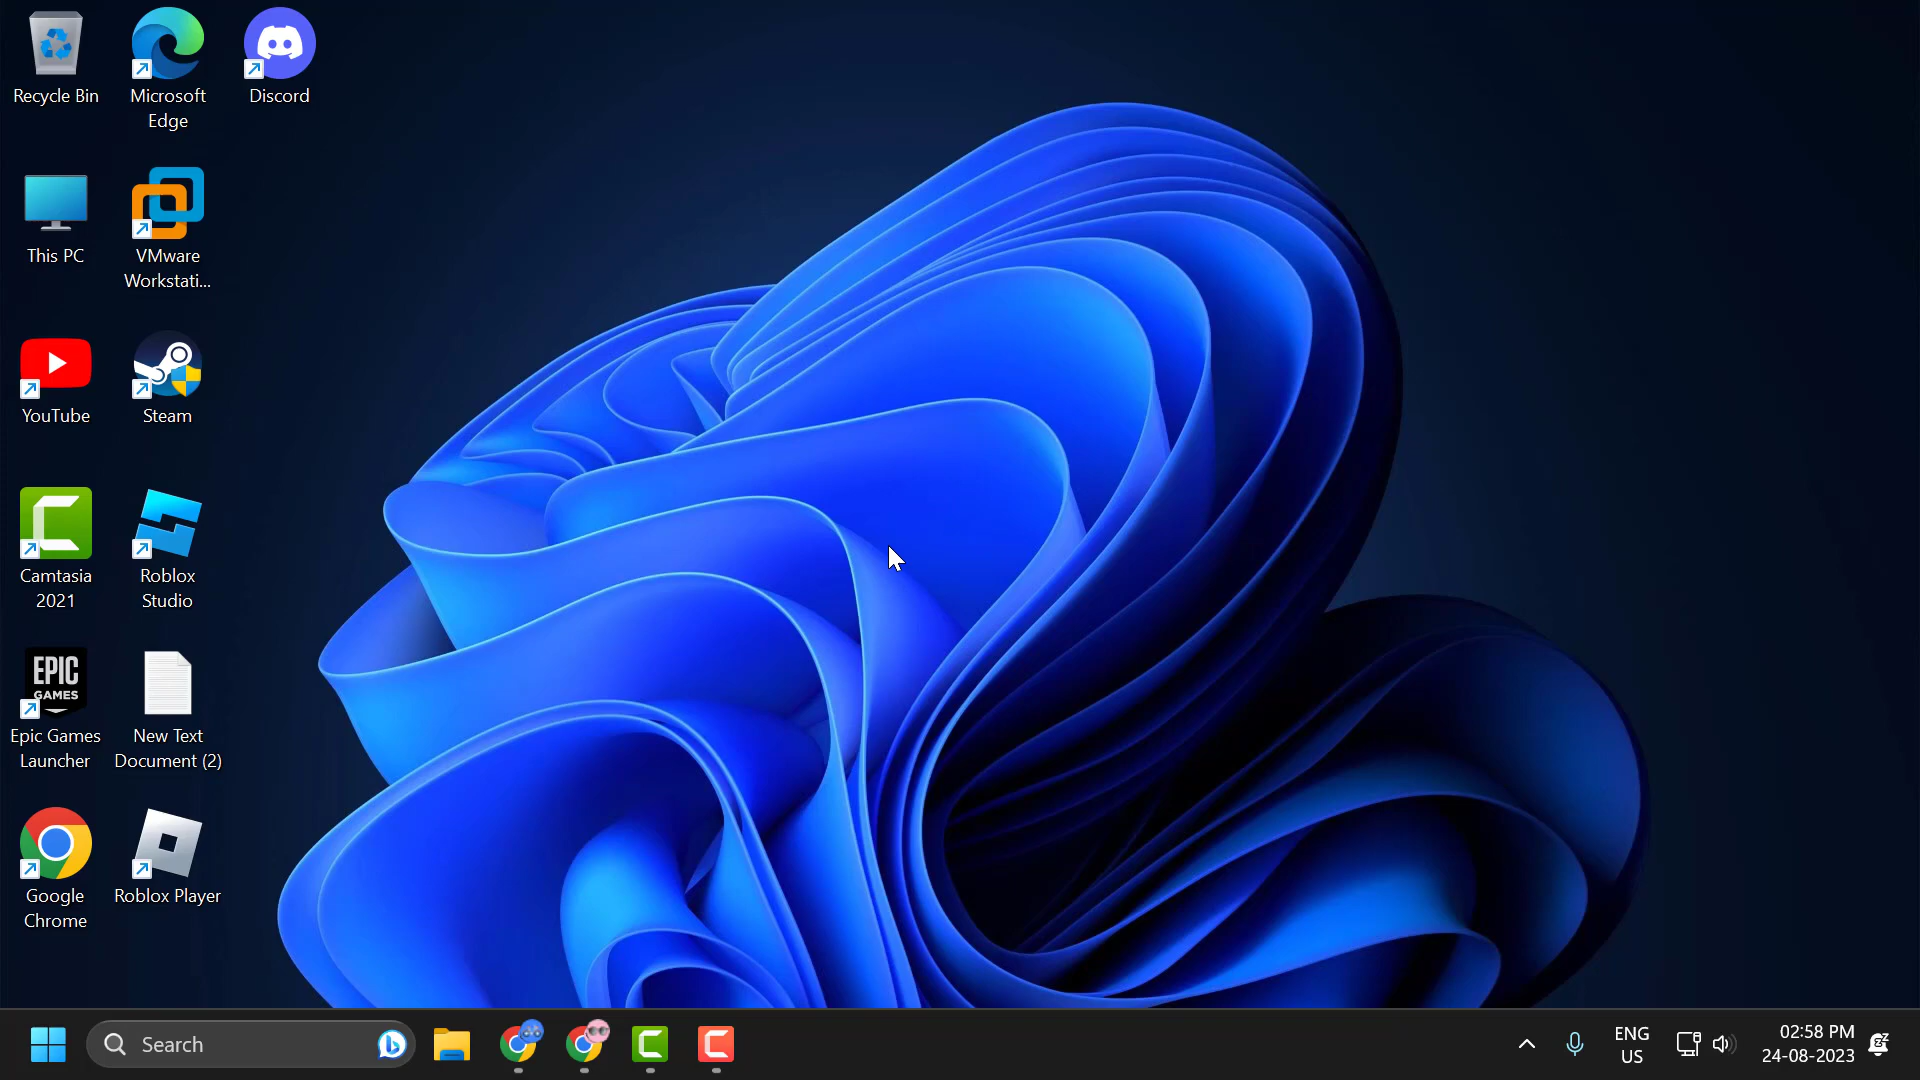 Recycle Bin
Microsoft
Edge
Discord
This PC
VMware
Workstati...
YouTube
Steam
Camtasia
2021
Roblox
Studio
EPIC
GAMES
Epic Games
Launcher
New Text
Document (2)
Google
Chrome
Roblox Player
Search
ENG
US
02:58 PM
24-08-2023